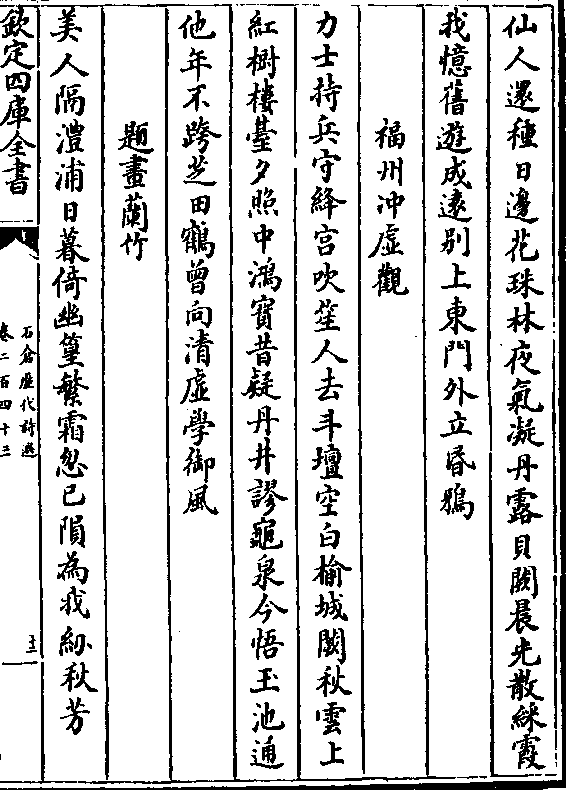 仙人還種日邊花珠林夜氣凝丹露貝闕晨光散綵霞
我憶舊遊成遠别上東門外立昏鴉
福州沖虛觀
力士持兵守絳宫吹笙人去斗壇空白榆城闕秋雲上
紅樹樓臺夕照中鴻寶昔疑丹井謬龜泉今悟玉池通
他年不跨芝田鶴曾向清虛學御風
題畫蘭竹
美人隔澧浦日暮倚幽篁繁霜忽已隕為我紉秋芳
欽定四庫全書
石倉歷代詩選
卷二百四十三
十三